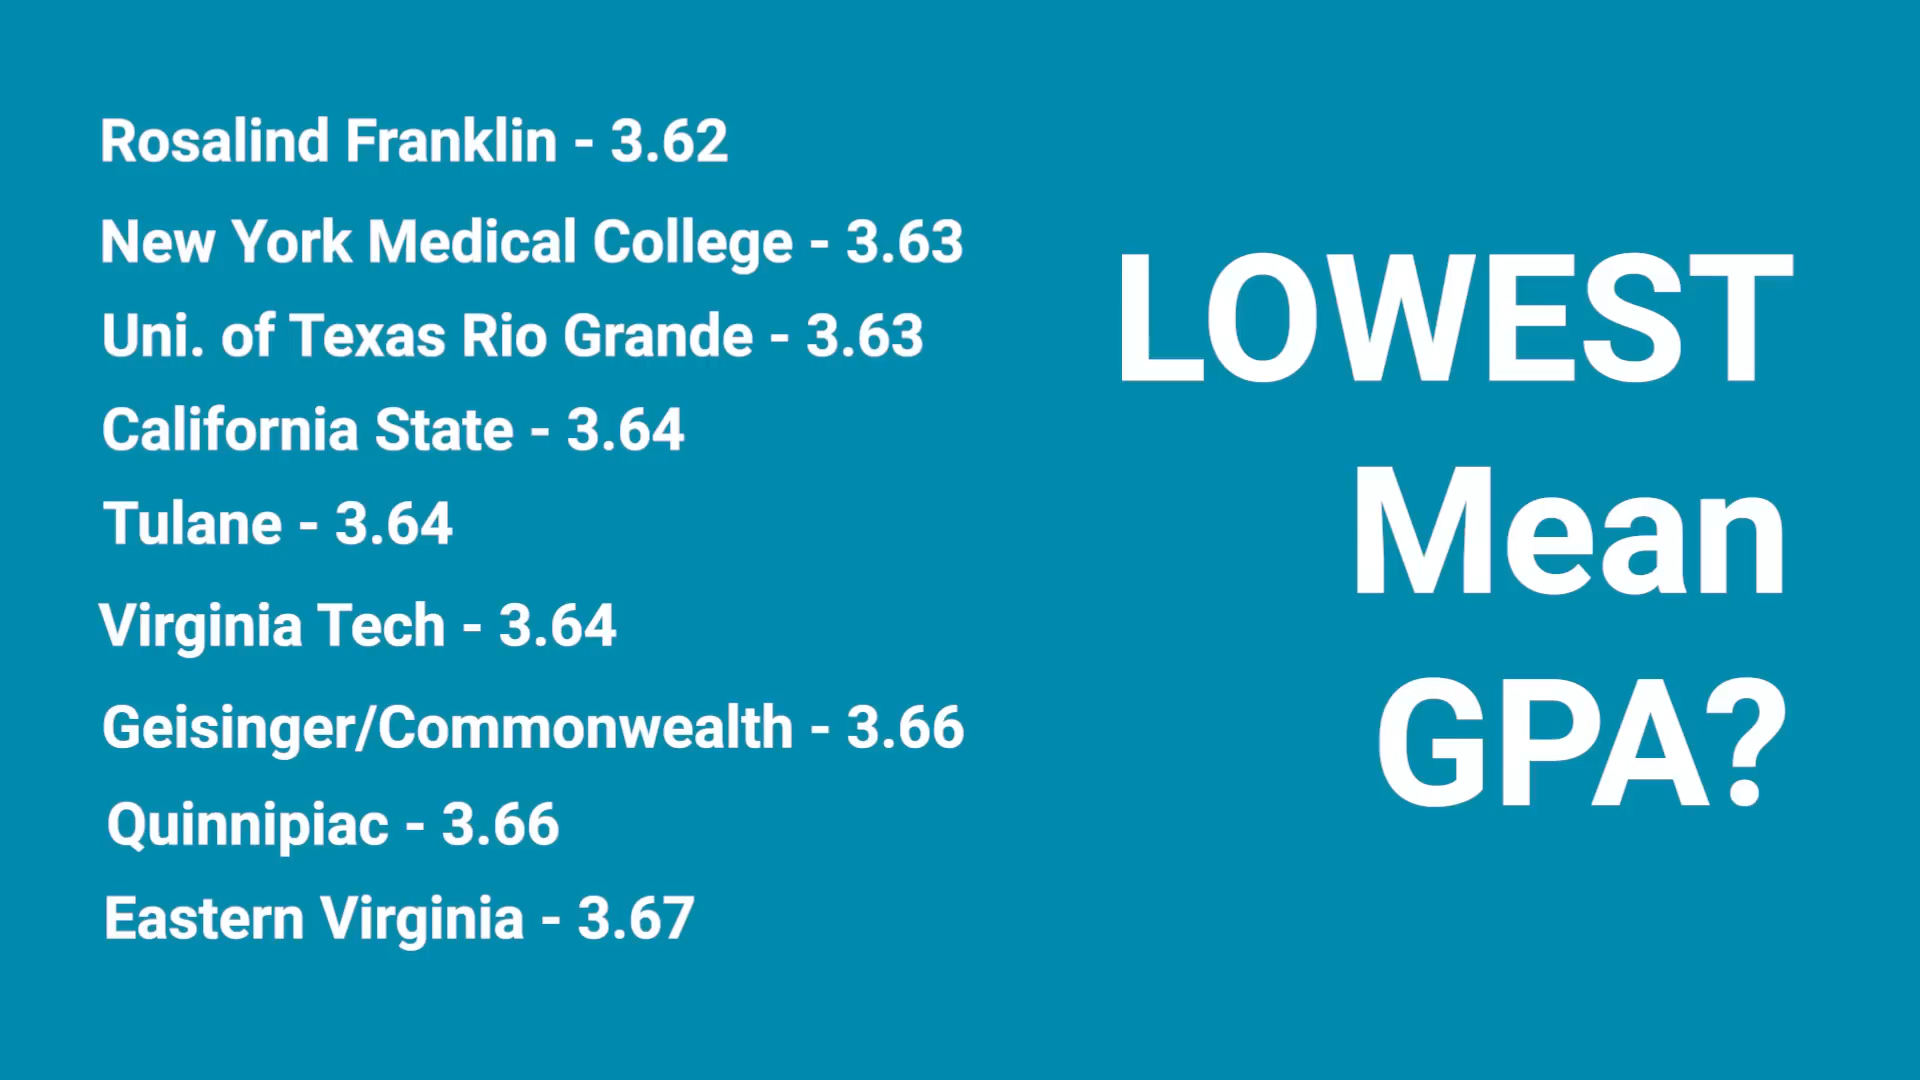 Rosalind Franklin - 3.62
New York Medical College - 3.63
Uni. of Texas Rio Grande - 3.63
California State - 3.64
Tulane - 3.64
Virginia Tech - 3.64
Geisinger/Commonwealth - 3.66
Quinnipiac - 3.66
Eastern Virginia - 3.67
LOWEST
Mean
GPA?